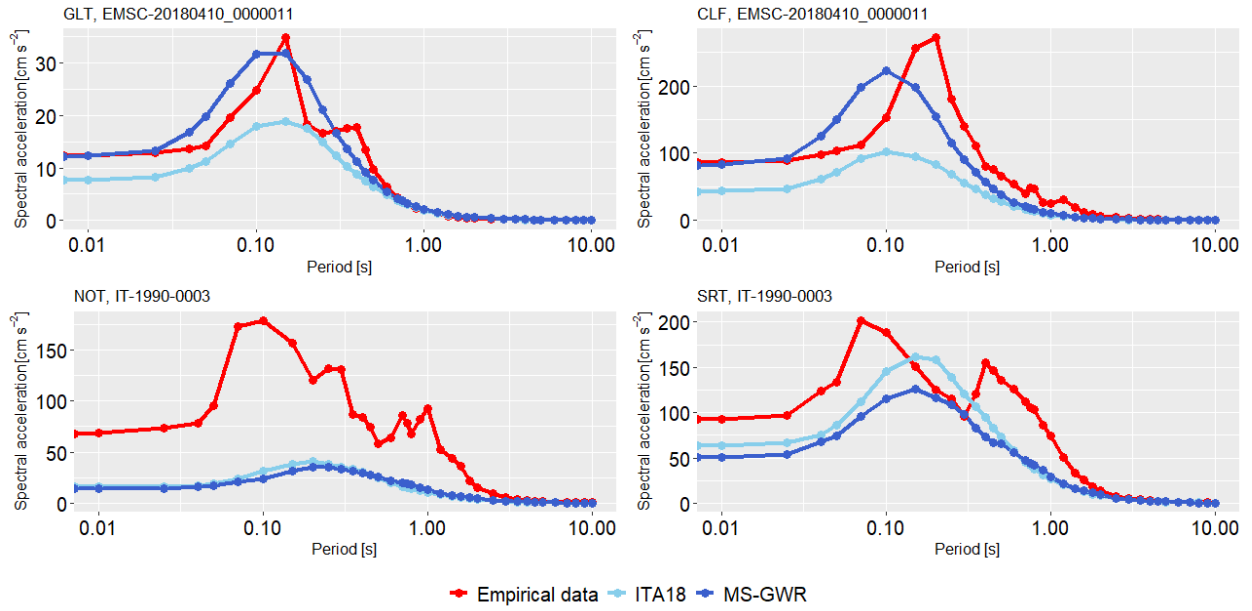 GLT, EMSC-20180410_0000011
Spectral acceleration[cm s⁻²]
30
20
10
0
0.01 0.10 1.00 10.00
Period [s]
CLF, EMSC-20180410_0000011
Spectral acceleration[cm s⁻²]
200
100
0
0.01 0.10 1.00 10.00
Period [s]
NOT, IT-1990-0003
Spectral acceleration[cm s⁻²]
150
100
50
0
0.01 0.10 1.00 10.00
Period [s]
SRT, IT-1990-0003
Spectral acceleration[cm s⁻²]
200
150
100
50
0
0.01 0.10 1.00 10.00
Period [s]
Empirical data ITA18 MS-GWR